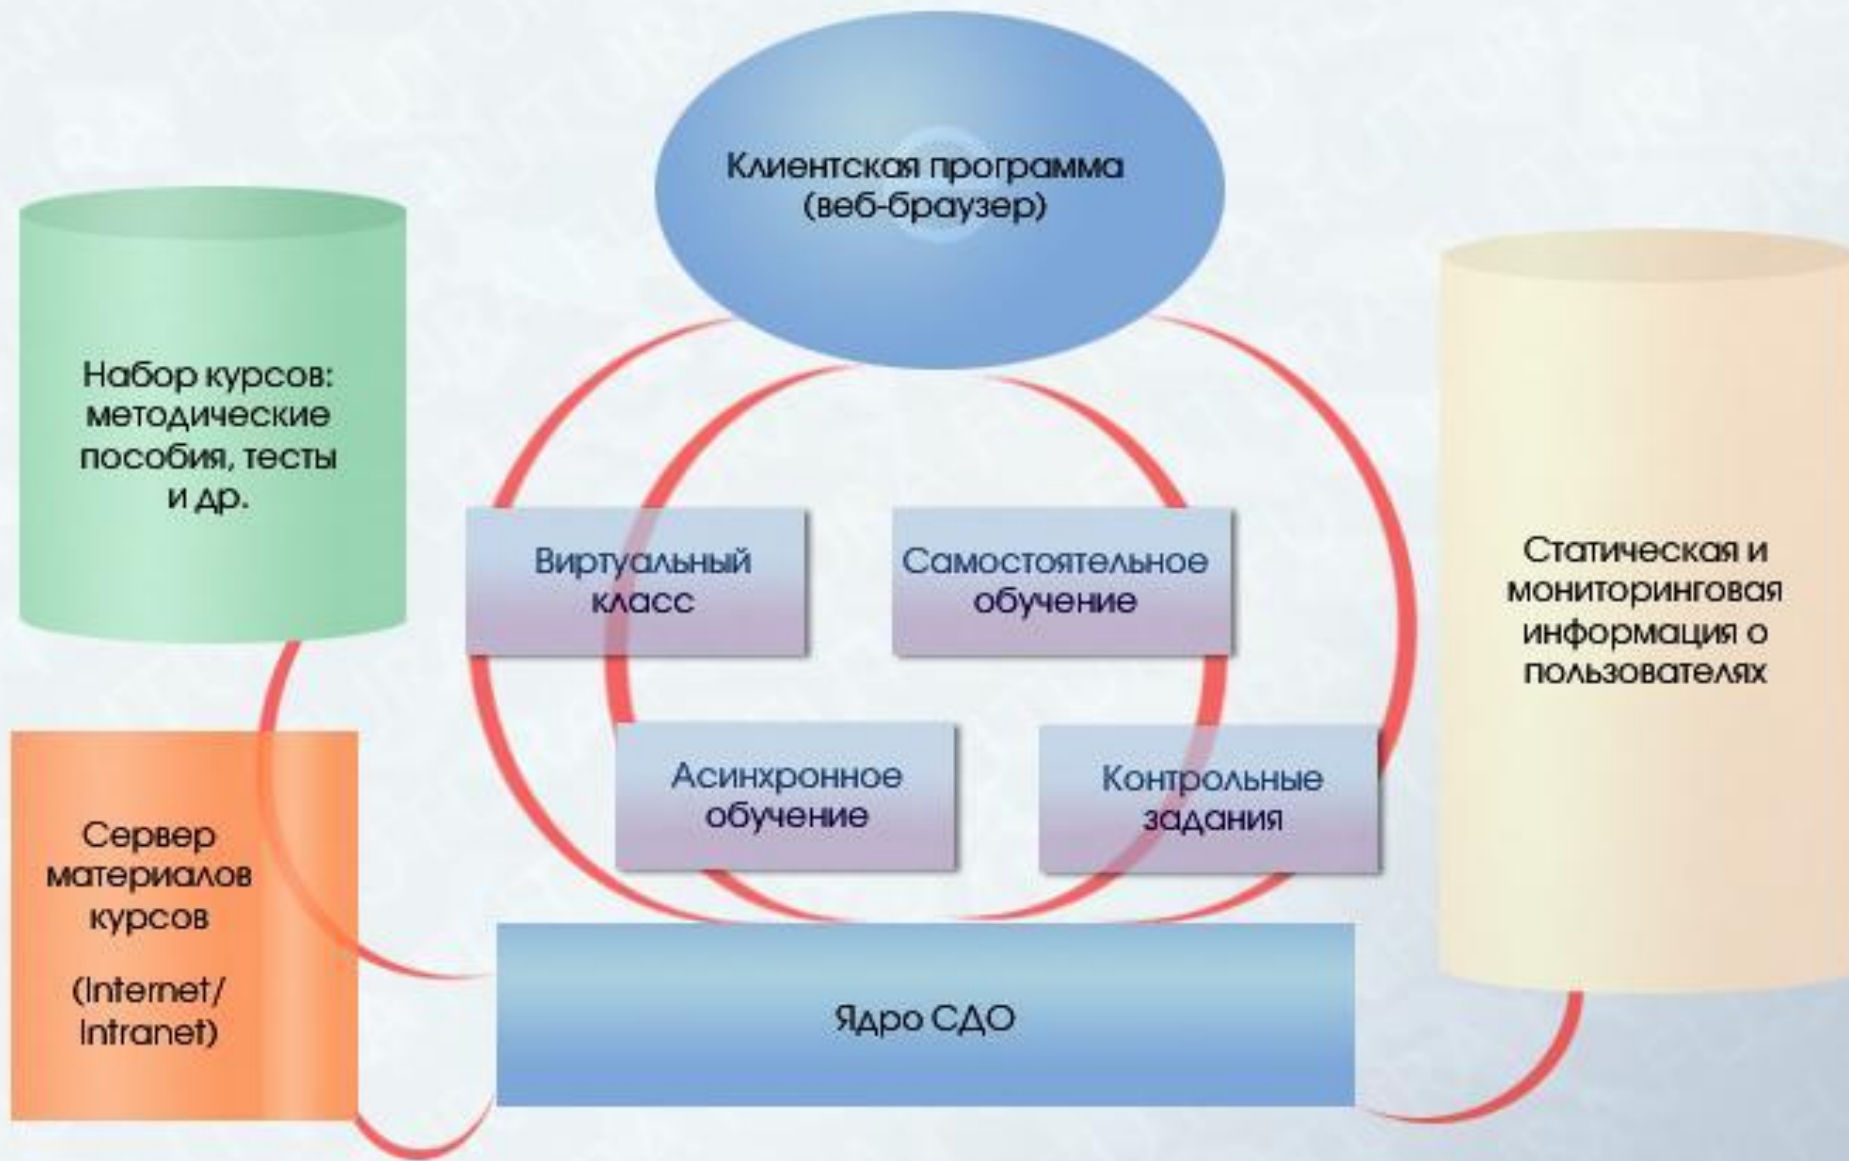 Клиентская программа
(веб-браузер)
Набор курсов:
методические
пособия, тесты
и др.
Виртуальный
класс
Самостоятельное
обучение
Статическая и
мониторинговая
информация о
пользователях
Асинхронное
обучение
Контрольные
задания
Сервер
материалов
курсов
(Internet/
Intranet)
Ядро СДО